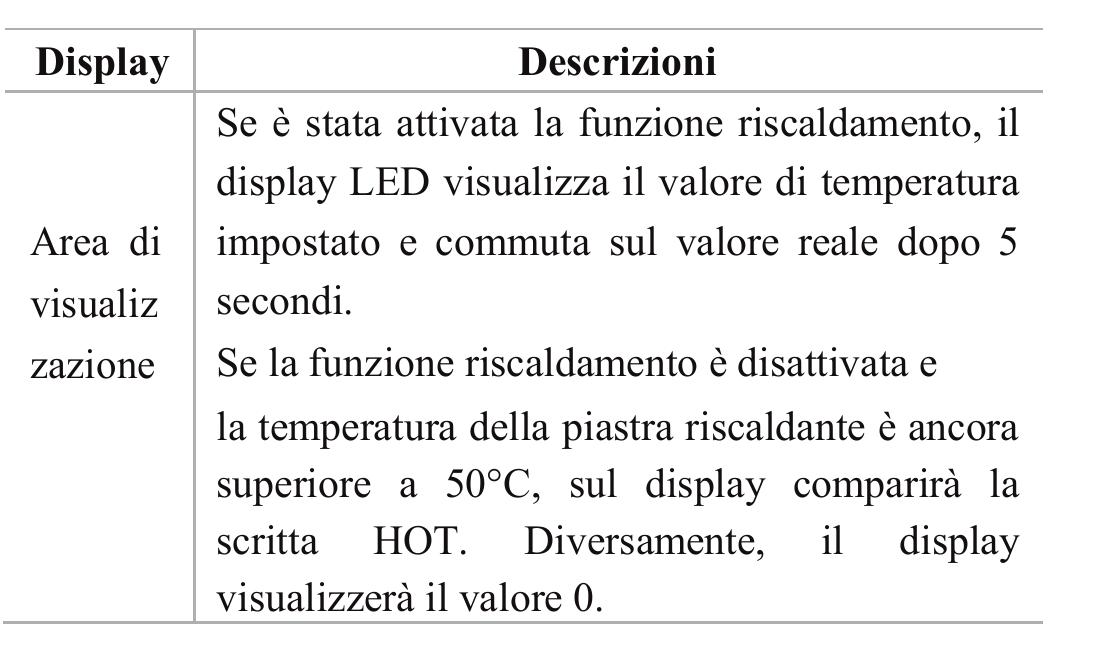 Display
Descrizioni
Area di
visualiz
zazione
Se è stata attivata la funzione riscaldamento, il
display LED visualizza il valore di temperatura
impostato e commuta sul valore reale dopo 5
secondi.
Se la funzione riscaldamento è disattivata e
la temperatura della piastra riscaldante è ancora
superiore a 50°C, sul display comparirà la
scritta HOT. Diversamente, il display
visualizzerà il valore 0.